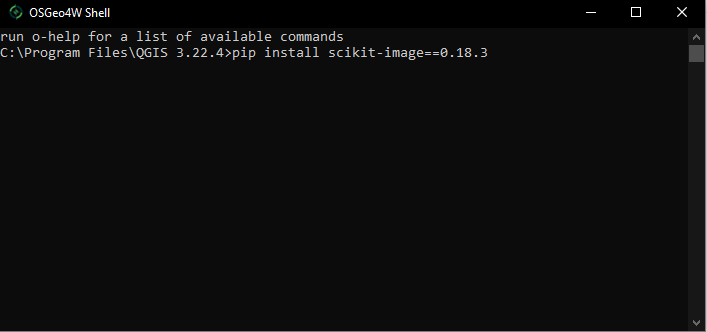 OSGeo4W Shell
run o-help for a list of available commands
C:\Program Files\QGIS 3.22.4>pip install scikit-image==0.18.3